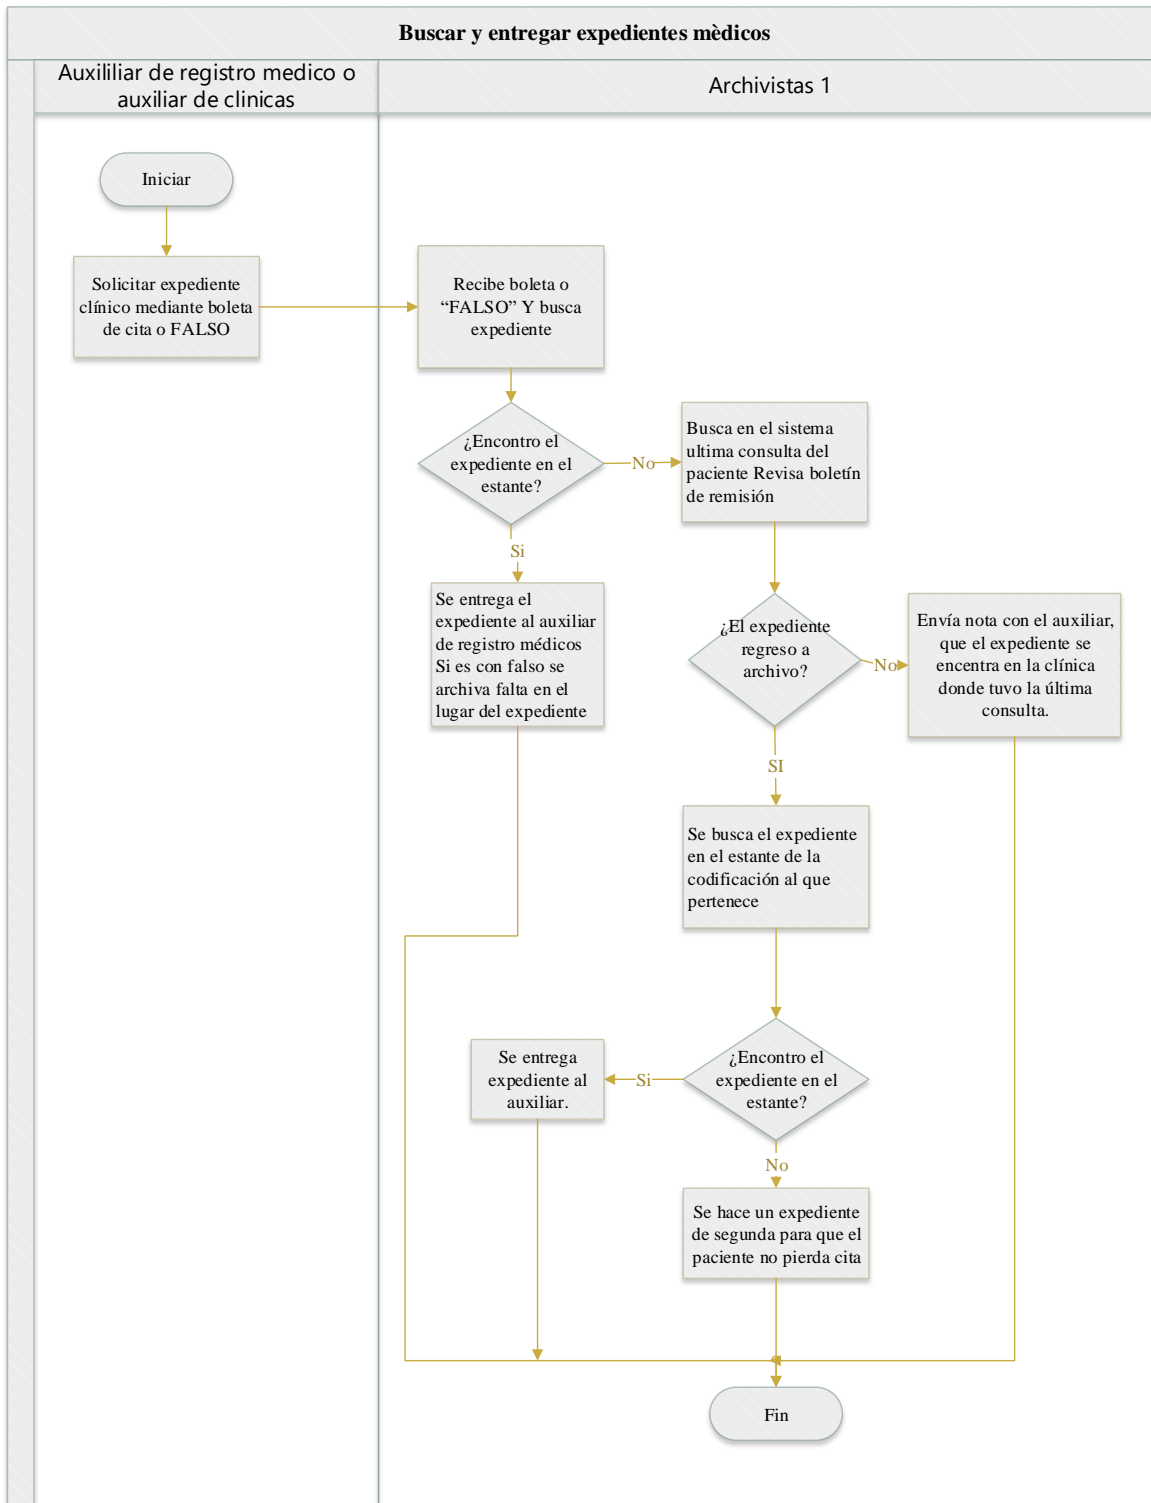 Buscar y entregar expedientes mèdicos
Auxililiar de registro medico o
auxiliar de clinicas
Archivistas 1
Iniciar
Solicitar expediente
clínico mediante boleta
de cita o FALSO
Recibe boleta o
“FALSO” Y busca
expediente
¿Encontro el
expediente en el
estante?
No
Busca en el sistema
ultima consulta del
paciente Revisa boletín
de remisión
Si
Se entrega el
expediente al auxiliar
de registro médicos
Si es con falso se
archiva falta en el
lugar del expediente
¿El expediente
regreso a
archivo?
No
Envía nota con el auxiliar,
que el expediente se
encentra en la clínica
donde tuvo la última
consulta.
SI
Se busca el expediente
en el estante de la
codificación al que
pertenece
¿Encontro el
expediente en el
estante?
Si
Se entrega
expediente al
auxiliar.
No
Se hace un expediente
de segunda para que el
paciente no pierda cita
Fin